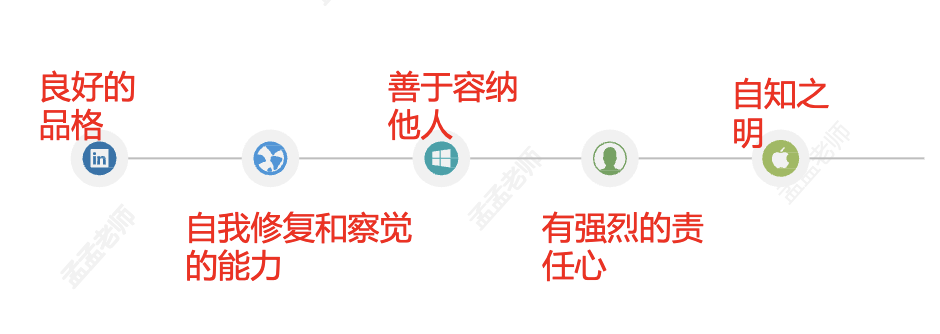 良好的
品格
善于容纳
他人
自知之
明
自我修复和察觉
的能力
有强烈的责
任心
in
孟孟老师
孟孟老师
孟孟老师